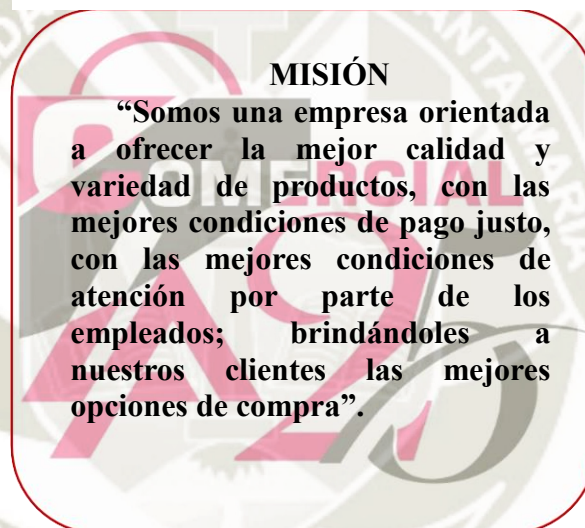 MISIÓN
“Somos una empresa orientada
a ofrecer la mejor calidad y
variedad de productos, con las
mejores condiciones de pago justo,
con las mejores condiciones de
atención por parte de los
empleados; brindándoles a
nuestros clientes las mejores
opciones de compra”.
COMERCIAL